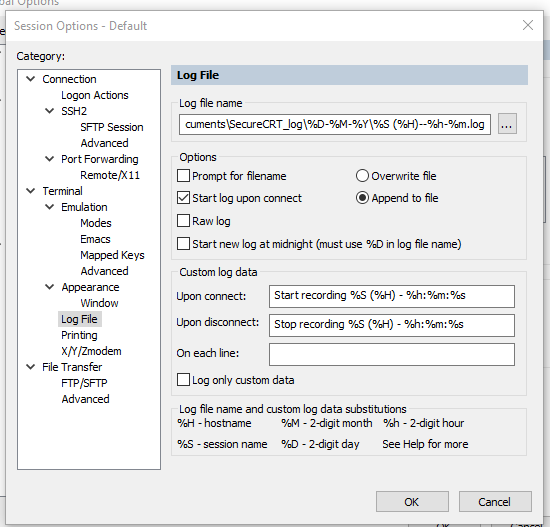 bal Options
Session Options - Default
Category:
Connection
Logon Actions
SSH2
SFTP Session
Advanced
Port Forwarding
Remote/X11
Terminal
Emulation
Modes
Emacs
Mapped Keys
Advanced
Appearance
Window
Log File
Printing
X/Y/Zmodem
File Transfer
FTP/SFTP
Advanced
Log File
Log file name
cuments\SecureCRT_log\%D-%M-%Y\%S (%H)--%h-%m.log
...
Options
Prompt for filename
Overwrite file
Start log upon connect
Append to file
Raw log
Start new log at midnight (must use %D in log file name)
Custom log data
Upon connect: Start recording %S (%H) - %h:%m:%s
Upon disconnect: Stop recording %S (%H) - %h:%m:%s
On each line:
Log only custom data
Log file name and custom log data substitutions
%H - hostname %M - 2-digit month %h - 2-digit hour
%S - session name %D - 2-digit day See Help for more
OK Cancel